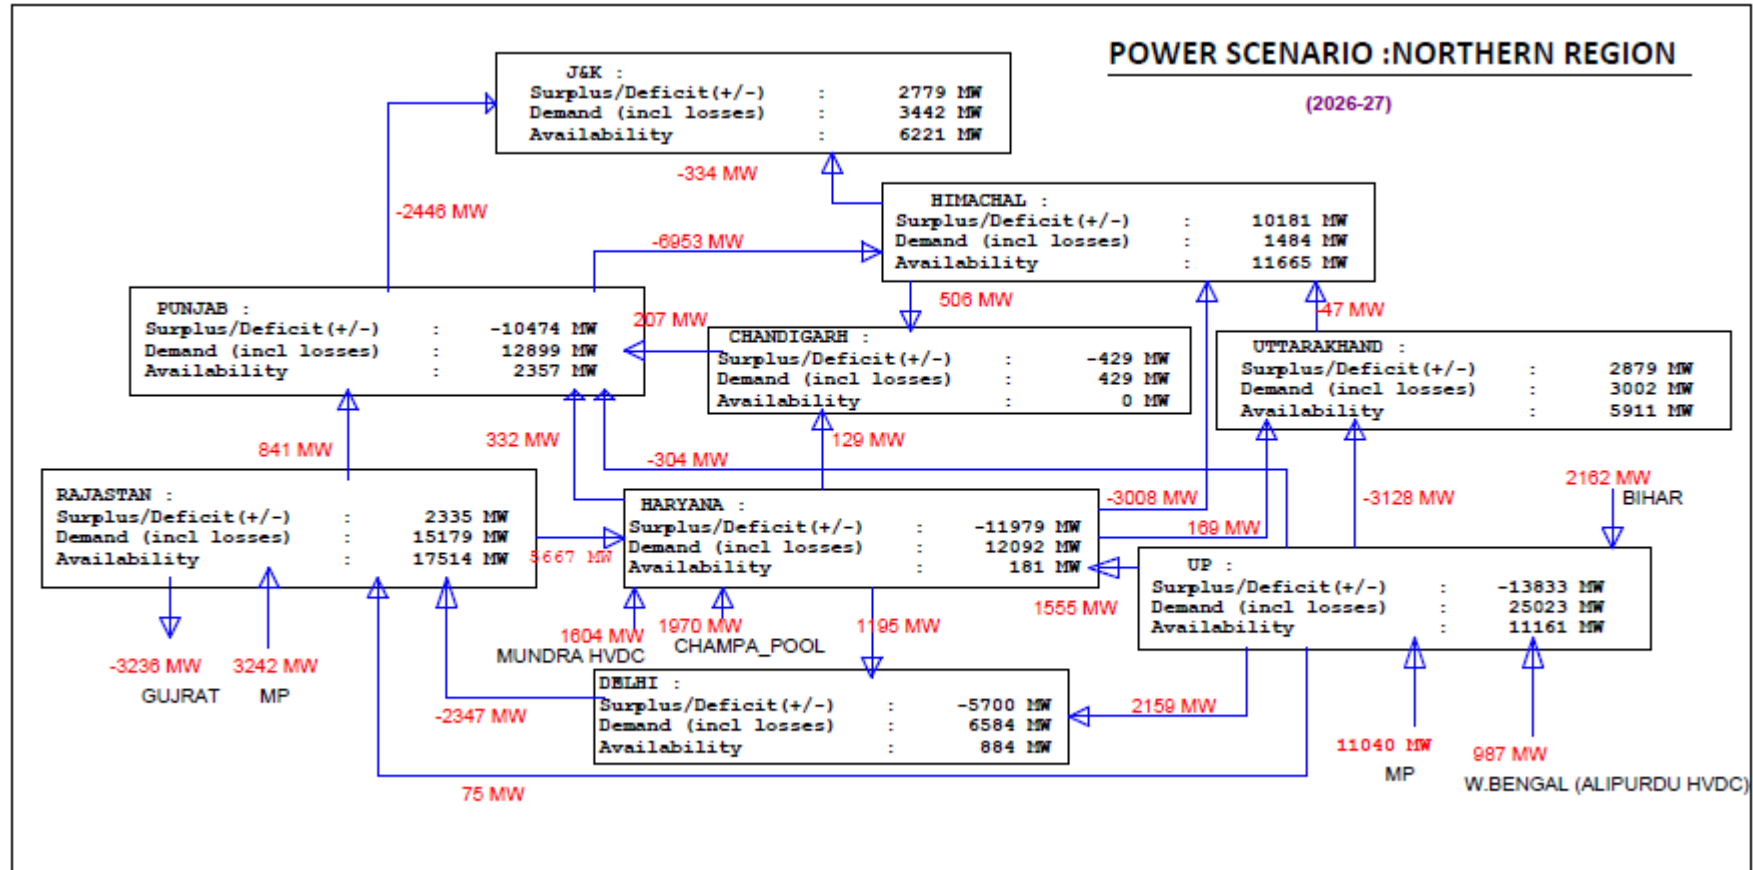 POWER SCENARIO :NORTHERN REGION
(2026-27)
J&K :
Surplus/Deficit(+/-) : 2779 MW
Demand (incl losses) : 3442 MW
Availability : 6221 MW
-334 MW
-2446 MW
HIMACHAL :
Surplus/Deficit(+/-) : 10181 MW
Demand (incl losses) : 1484 MW
Availability : 11665 MW
-6953 MW
506 MW
-47 MW
PUNJAB :
Surplus/Deficit(+/-) : -10474 MW
Demand (incl losses) : 12899 MW
Availability : 2357 MW
207 MW
CHANDIGARH :
Surplus/Deficit(+/-) : -429 MW
Demand (incl losses) : 429 MW
Availability : 0 MW
UTTARAKHAND :
Surplus/Deficit(+/-) : 2879 MW
Demand (incl losses) : 3002 MW
Availability : 5911 MW
841 MW
332 MW
129 MW
-304 MW
-3008 MW
169 MW
-3128 MW
2162 MW
BIHAR
RAJASTAN :
Surplus/Deficit(+/-) : 2335 MW
Demand (incl losses) : 15179 MW
Availability : 17514 MW
5667 MW
HARYANA :
Surplus/Deficit(+/-) : -11979 MW
Demand (incl losses) : 12092 MW
Availability : 181 MW
1555 MW
UP :
Surplus/Deficit(+/-) : -13833 MW
Demand (incl losses) : 25023 MW
Availability : 11161 MW
1604 MW
MUNDRA HVDC
1970 MW
CHAMPA_POOL
1195 MW
-3236 MW
GUJRAT
3242 MW
MP
-2347 MW
DELHI :
Surplus/Deficit(+/-) : -5700 MW
Demand (incl losses) : 6584 MW
Availability : 884 MW
2159 MW
11040 MW
MP
987 MW
W.BENGAL (ALIPURDU HVDC)
75 MW